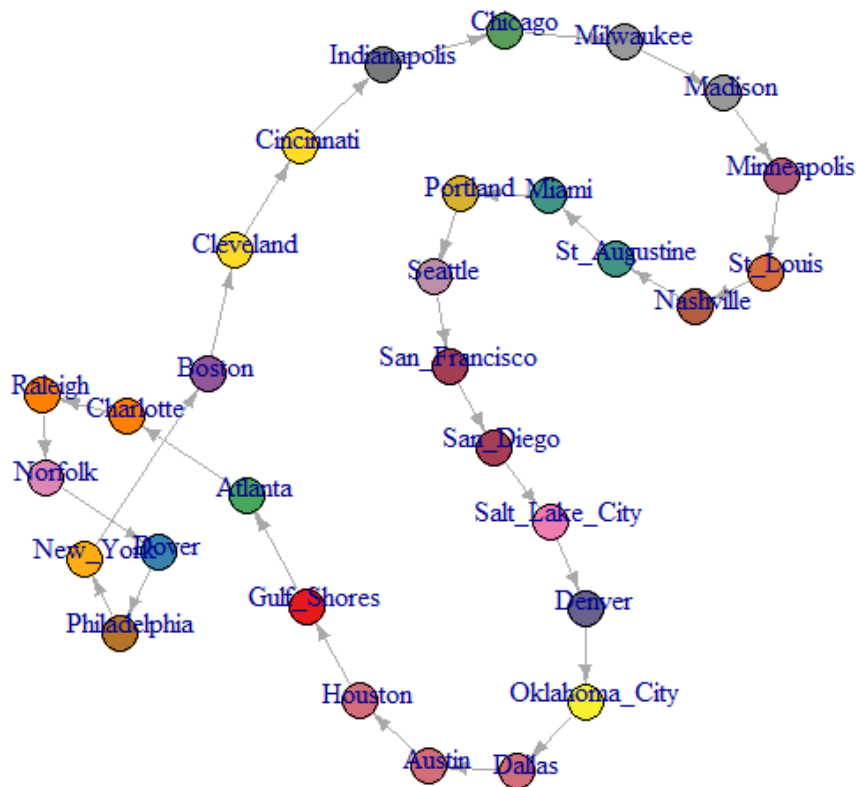 Chicago
Milwaukee
Indianapolis
Madison
Cincinnati
Minneapolis
Portland
Miami
Cleveland
St_Augustine
Seattle
St_Louis
Nashville
San_Francisco
Boston
Raleigh
Charlotte
San_Diego
Norfolk
Atlanta
Salt_Lake_City
New_York
Dover
Gulf_Shores
Denver
Philadelphia
Houston
Oklahoma_City
Austin
Dallas